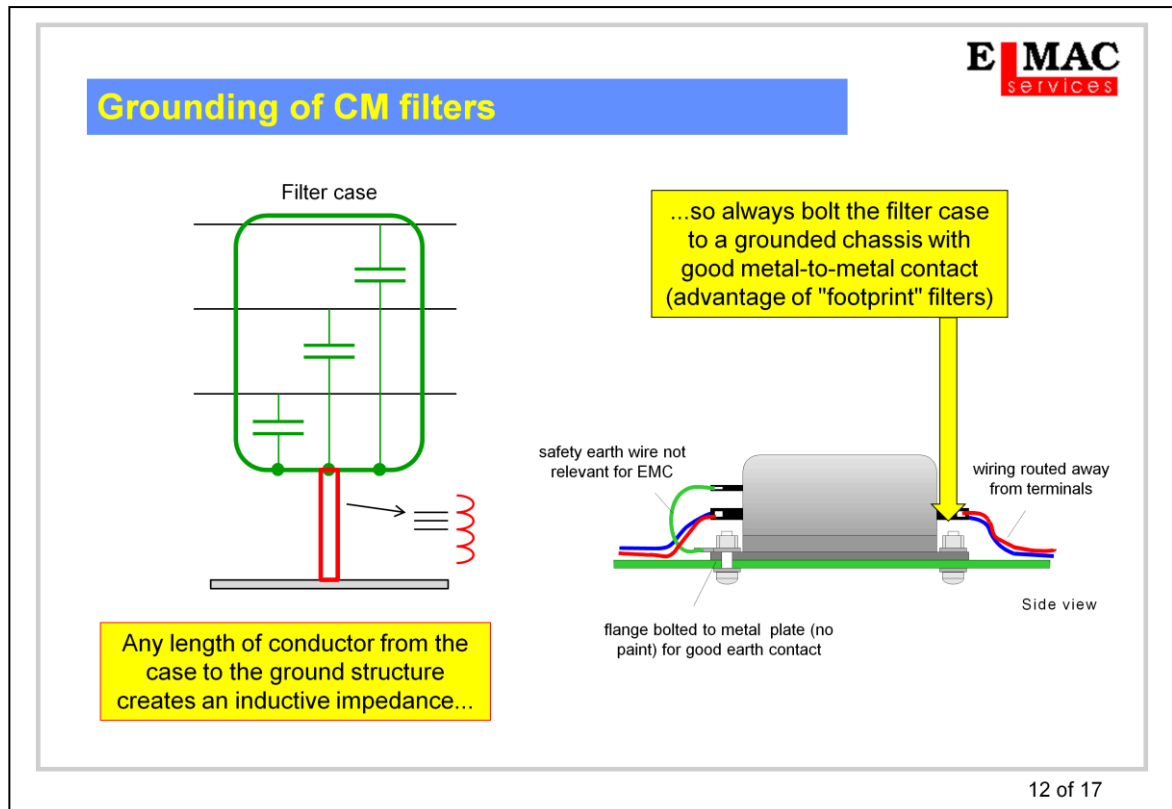 ELMAC
services
Grounding of CM filters
Filter case
...so always bolt the filter case
to a grounded chassis with
good metal-to-metal contact
(advantage of "footprint" filters)
safety earth wire not
relevant for EMC
wiring routed away
from terminals
Side view
flange bolted to metal plate (no
paint) for good earth contact
Any length of conductor from the
case to the ground structure
creates an inductive impedance...
12 of 17